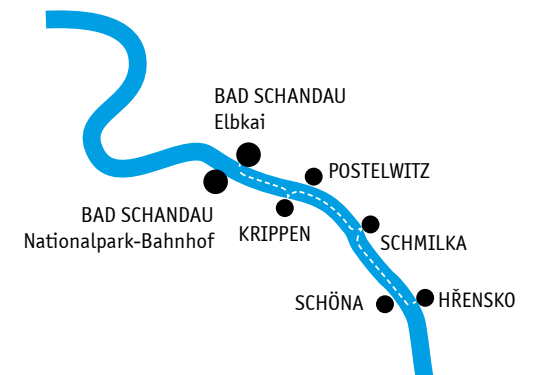 BAD SCHANDAU
Elbkai
POSTELWITZ
BAD SCHANDAU
Nationalpark-Bahnhof
KRIPPEN
SCHMILKA
SCHÖNA
HŘENSKO